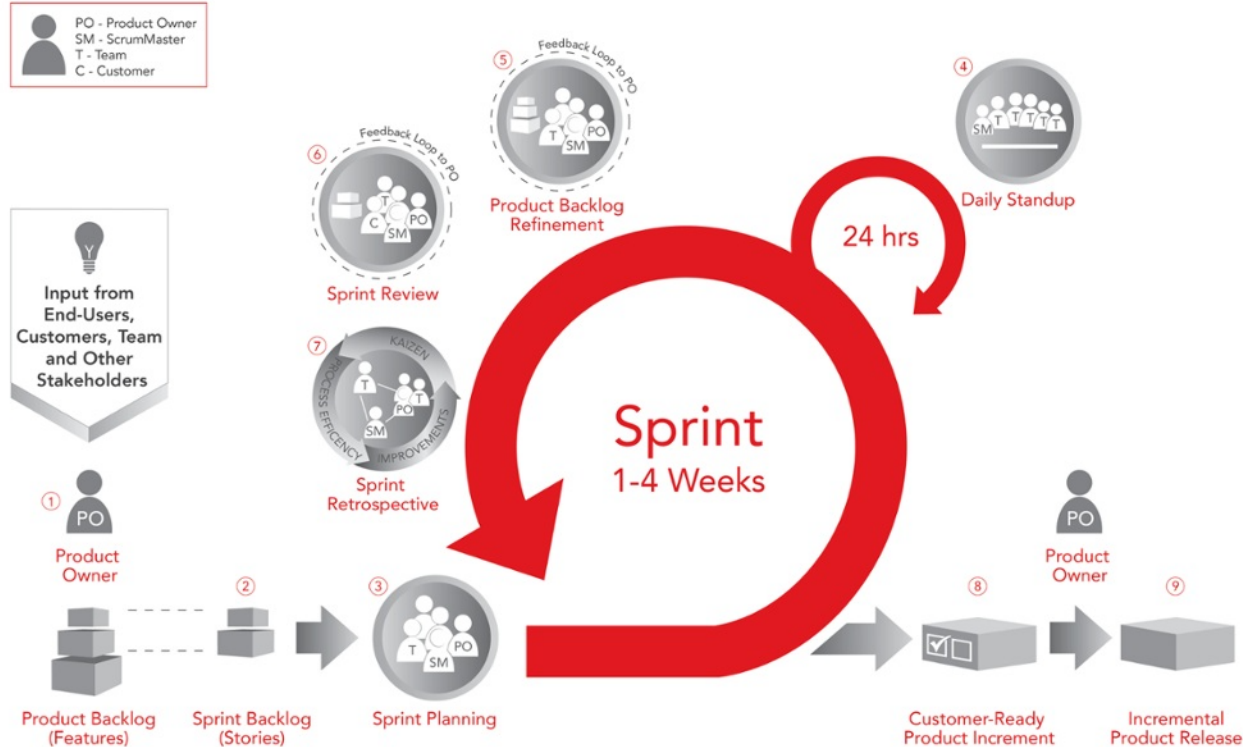 PO - Product Owner
SM - ScrumMaster
T - Team
C - Customer
Y
Input from
End-Users,
Customers, Team
and Other
Stakeholders
1
PO
Product
Owner
Product Backlog
(Features)
2
Sprint Backlog
(Stories)
3
T
SM
PO
Sprint Planning
4
SM T T T T T
Daily Standup
24 hrs
5
Feedback Loop to PO
T
SM
PO
Product Backlog
Refinement
6
Feedback Loop to PO
T
C
SM
PO
Sprint Review
7
KAIZEN
IMPROVEMENTS
PROCESS EFFICENCY
T
PO
T
SM
Sprint
Retrospective
Sprint
1-4 Weeks
8
Customer-Ready
Product Increment
PO
Product
Owner
9
Incremental
Product Release